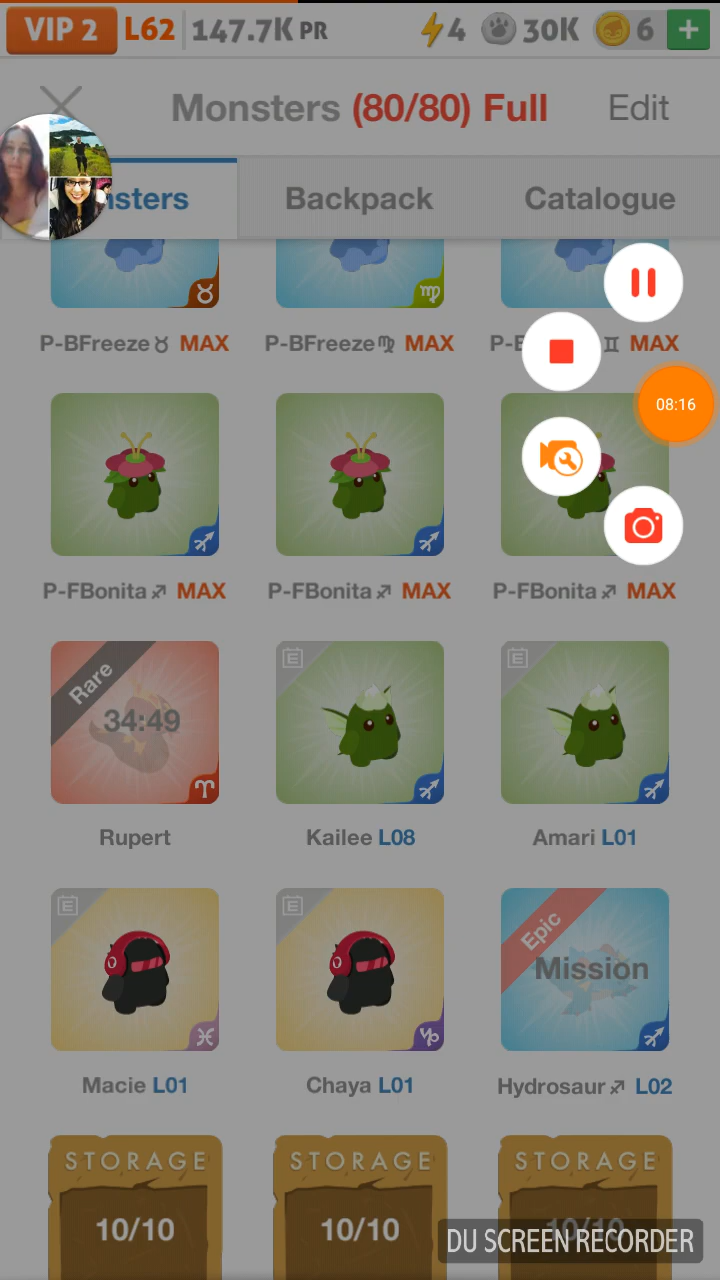 VIP 2 L62 147.7K PR 4 30K 6 +
Monsters (80/80) Full Edit
nsters Backpack Catalogue
P-BFreeze♉ MAX P-BFreeze♍ MAX P-B ♊ MAX
08:16
P-FBonita♐ MAX P-FBonita♐ MAX P-FBonita♐ MAX
Rare
34:49
E E
Rupert Kailee L08 Amari L01
E E Epic
Mission
Macie L01 Chaya L01 Hydrosaur♐ L02
STORAGE STORAGE STORAGE
10/10 10/10 10/10
DU SCREEN RECORDER